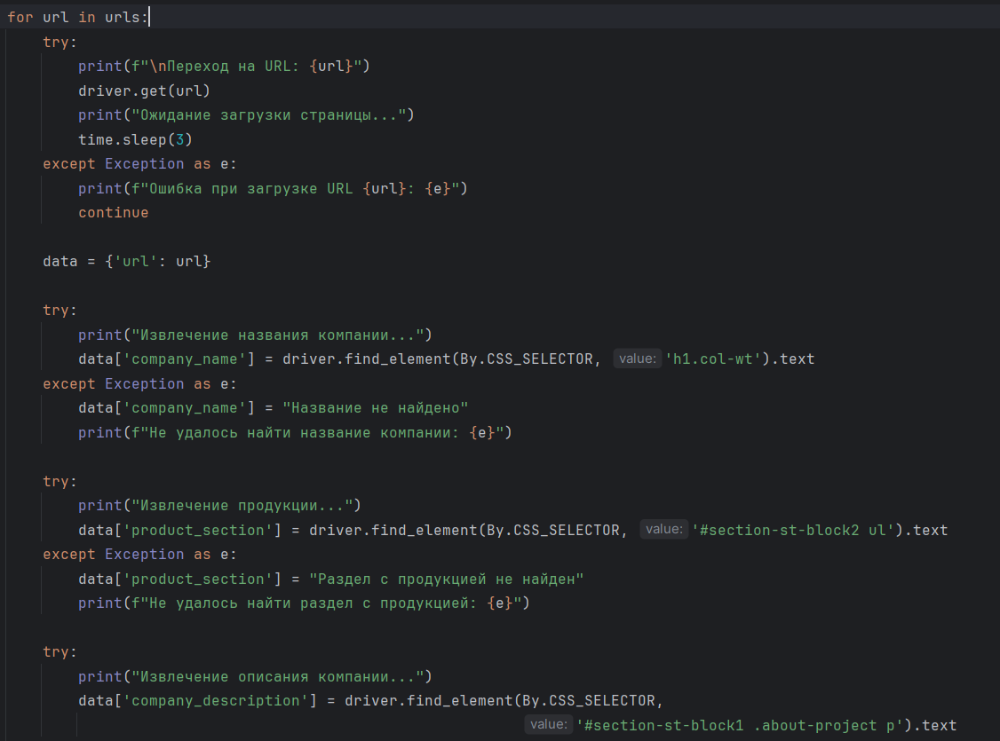 for url in urls:
    try:
        print(f"\nПереход на URL: {url}")
        driver.get(url)
        print("Ожидание загрузки страницы...")
        time.sleep(3)
    except Exception as e:
        print(f"Ошибка при загрузке URL {url}: {e}")
        continue

    data = {'url': url}

    try:
        print("Извлечение названия компании...")
        data['company_name'] = driver.find_element(By.CSS_SELECTOR, value: 'h1.col-wt').text
    except Exception as e:
        data['company_name'] = "Название не найдено"
        print(f"Не удалось найти название компании: {e}")

    try:
        print("Извлечение продукции...")
        data['product_section'] = driver.find_element(By.CSS_SELECTOR, value: '#section-st-block2 ul').text
    except Exception as e:
        data['product_section'] = "Раздел с продукцией не найден"
        print(f"Не удалось найти раздел с продукцией: {e}")

    try:
        print("Извлечение описания компании...")
        data['company_description'] = driver.find_element(By.CSS_SELECTOR,
                                                          value: '#section-st-block1 .about-project p').text